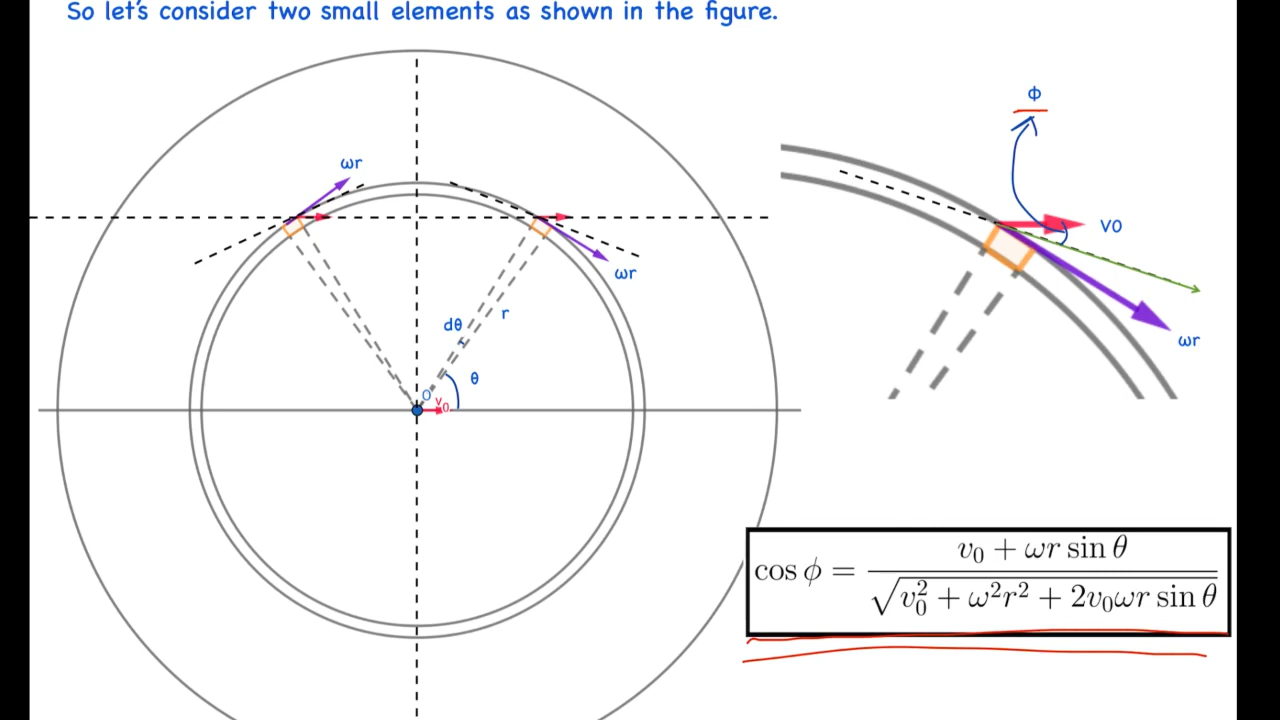 So let's consider two small elements as shown in the figure.
ϕ
ωr
v0
ωr
ωr
dθ
r
θ
O
v₀
cos ϕ = (v₀ + ωr sin θ) / √(v₀² + ω²r² + 2v₀ωr sin θ)